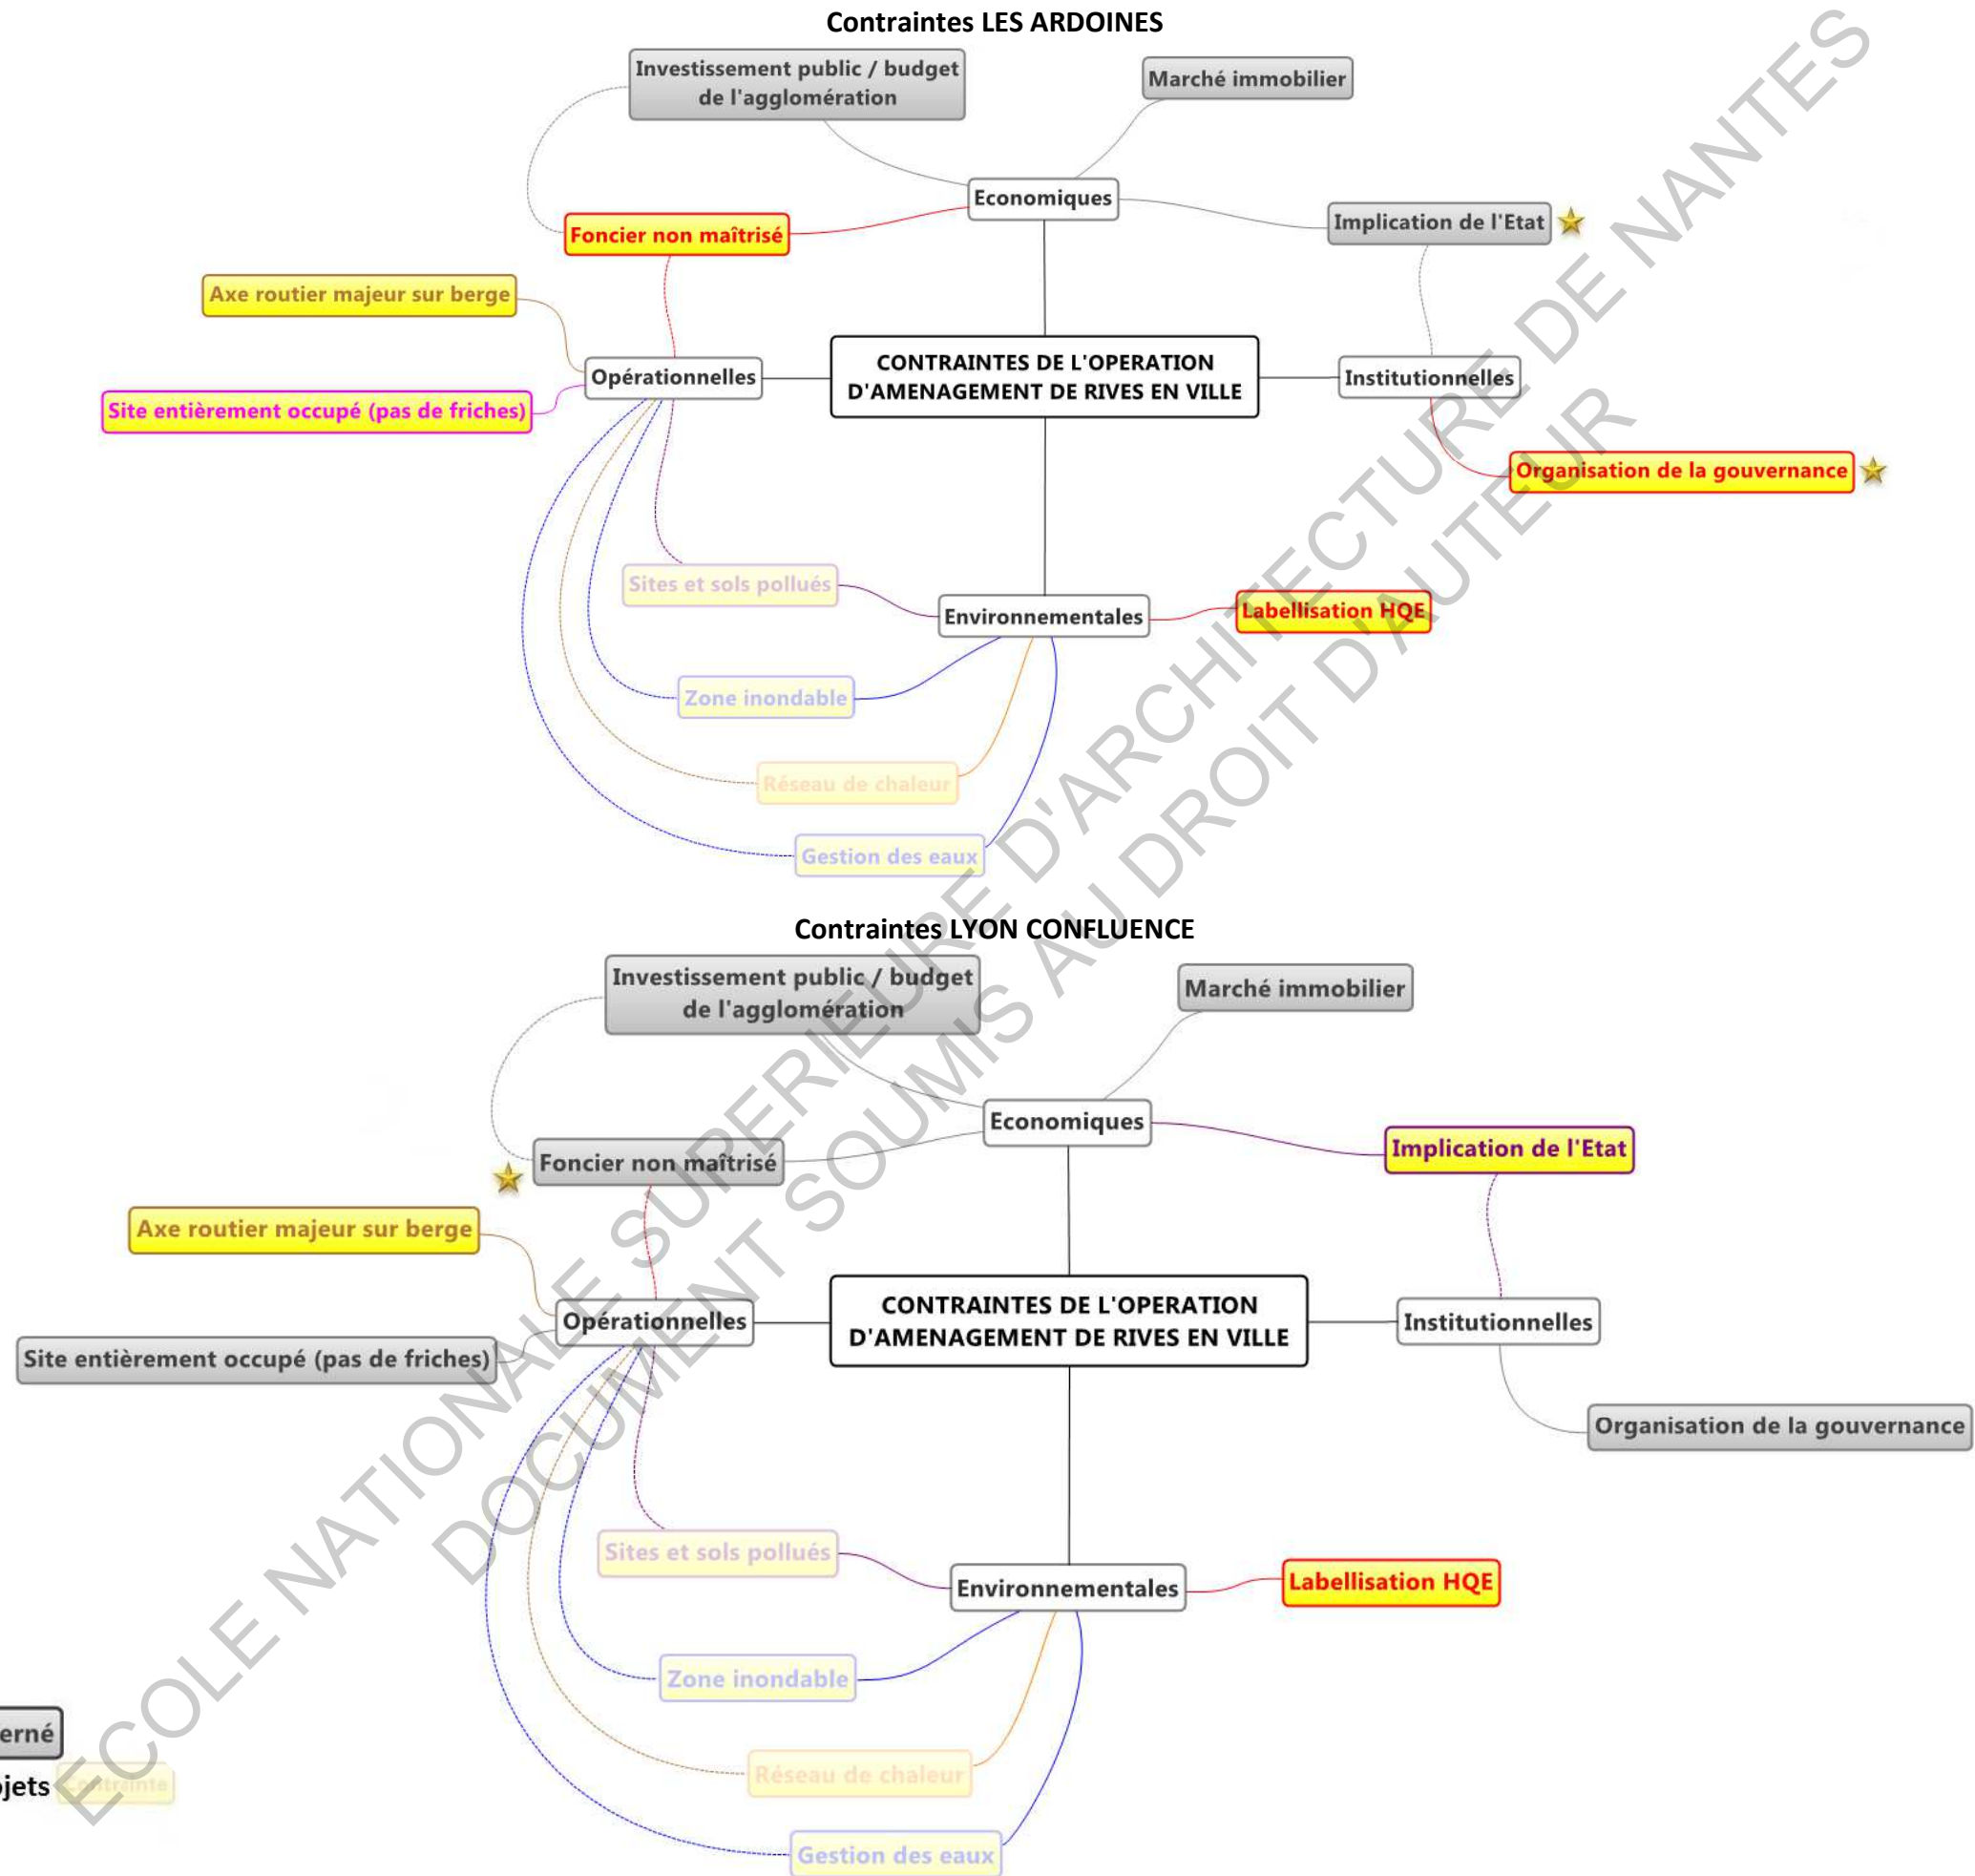 Contraintes LES ARDOINES
Investissement public / budget
de l'agglomération
Marché immobilier
Economiques
Implication de l'Etat
Foncier non maîtrisé
Axe routier majeur sur berge
CONTRAINTES DE L'OPERATION
D'AMENAGEMENT DE RIVES EN VILLE
Opérationnelles
Institutionnelles
Site entièrement occupé (pas de friches)
Organisation de la gouvernance
Sites et sols pollués
Environnementales
Labellisation HQE
Zone inondable
Réseau de chaleur
Gestion des eaux
Contraintes LYON CONFLUENCE
Investissement public / budget
de l'agglomération
Marché immobilier
Economiques
Implication de l'Etat
Foncier non maîtrisé
Axe routier majeur sur berge
CONTRAINTES DE L'OPERATION
D'AMENAGEMENT DE RIVES EN VILLE
Opérationnelles
Institutionnelles
Site entièrement occupé (pas de friches)
Organisation de la gouvernance
Sites et sols pollués
Environnementales
Labellisation HQE
Zone inondable
erné
jets Contrainte
Réseau de chaleur
Gestion des eaux
ECOLE NATIONALE SUPERIEURE D'ARCHITECTURE DE NANTES
DOCUMENT SOUMIS AU DROIT D'AUTEUR